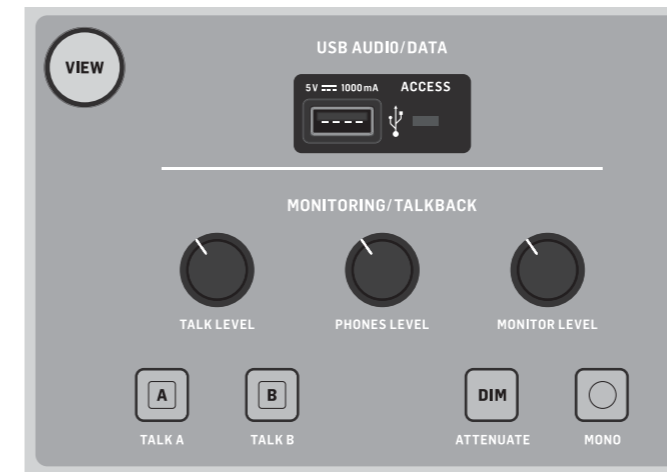 VIEW
USB AUDIO/DATA
5V ⎓ 1000mA
ACCESS
MONITORING/TALKBACK
TALK LEVEL
PHONES LEVEL
MONITOR LEVEL
A
B
DIM
TALK A
TALK B
ATTENUATE
MONO